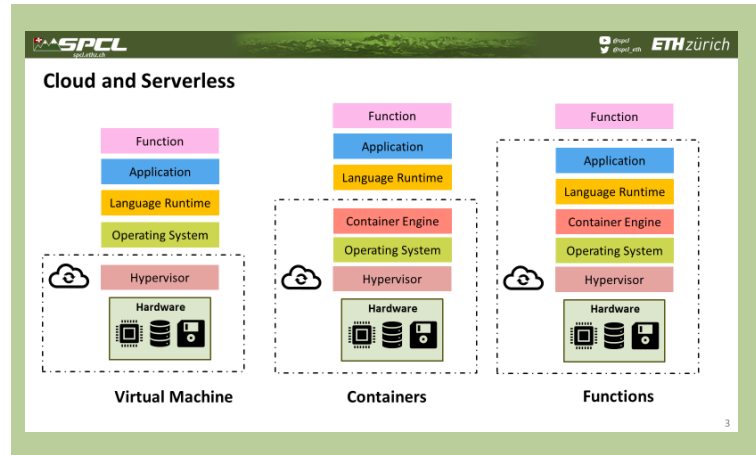 SPCL
spcl.ethz.ch
@spcl
@spcl_eth
ETH zürich
Cloud and Serverless
Function
Application
Language Runtime
Operating System
Hypervisor
Hardware
Virtual Machine
Function
Application
Language Runtime
Container Engine
Operating System
Hypervisor
Hardware
Containers
Function
Application
Language Runtime
Container Engine
Operating System
Hypervisor
Hardware
Functions
3